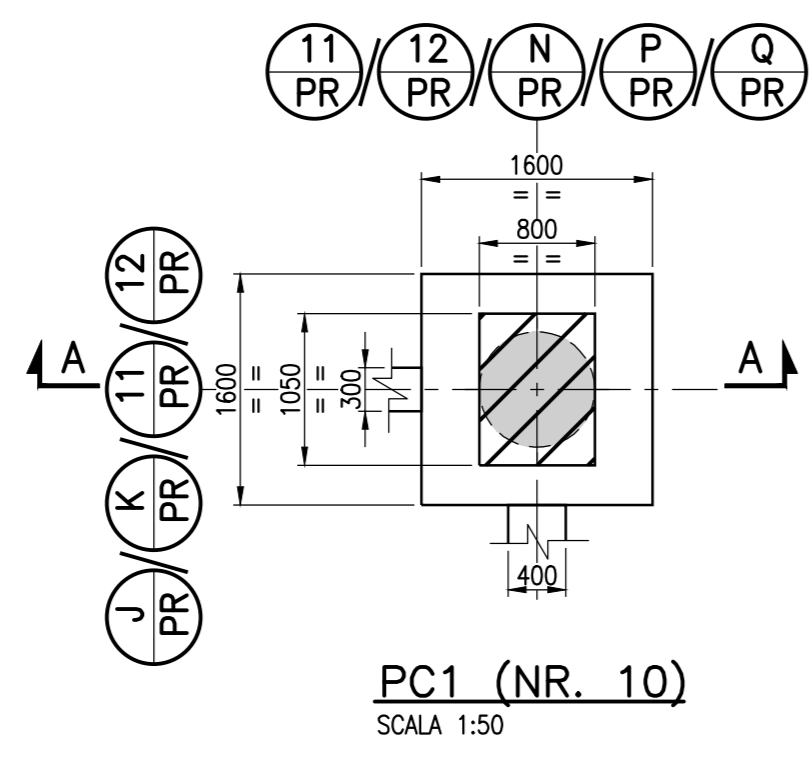 11 / 12 / N / P / Q
PR PR PR PR PR
1600
= =
800
= =
12 PR
/
11 PR
/
K PR
/
J PR
A
1600
= =
1050
= =
300
A
400
PC1 (NR. 10)
SCALA 1:50